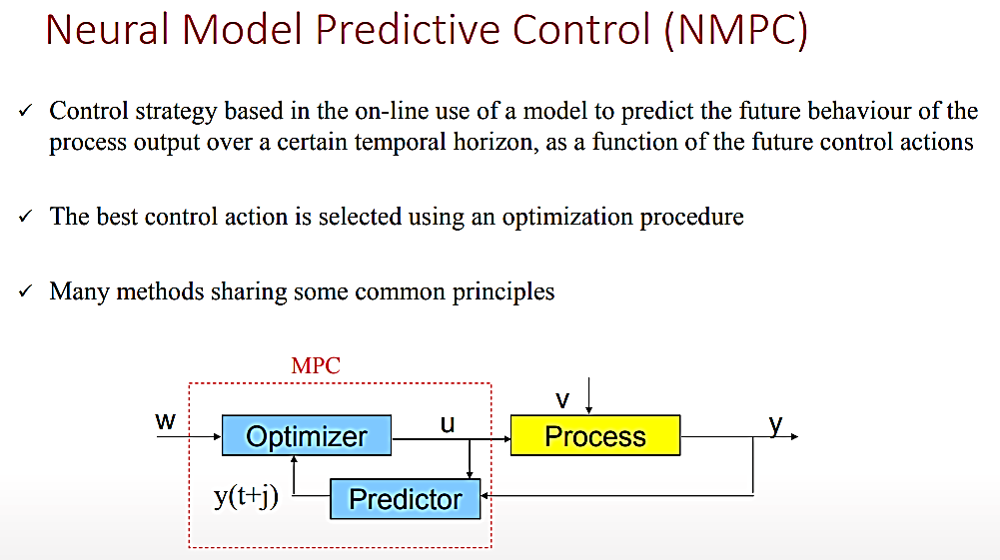 Neural Model Predictive Control (NMPC)
✓ Control strategy based in the on-line use of a model to predict the future behaviour of the
process output over a certain temporal horizon, as a function of the future control actions
✓ The best control action is selected using an optimization procedure
✓ Many methods sharing some common principles
MPC
v
w
Optimizer
u
Process
y
y(t+j)
Predictor